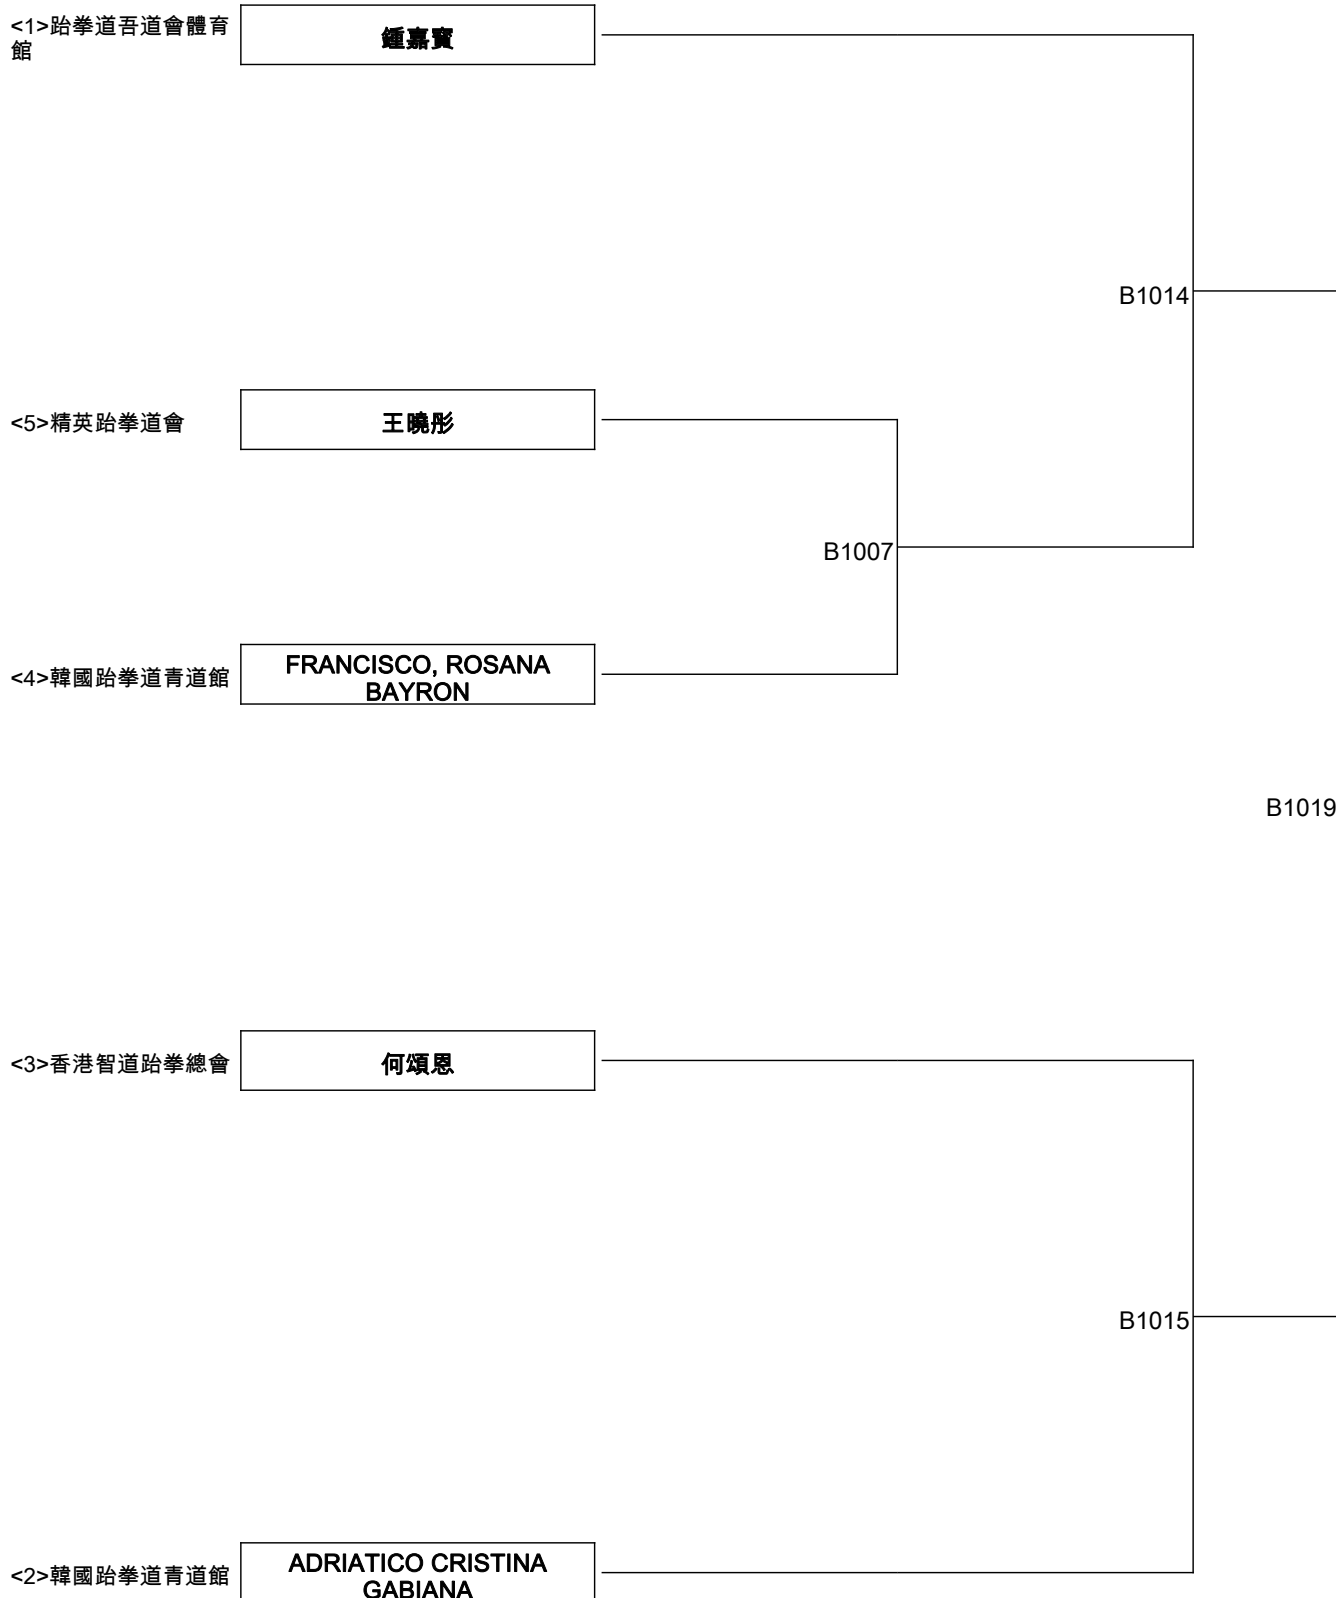 <1>跆拳道吾道會體育
館
鍾嘉寳
B1014
<5>精英跆拳道會
王曉彤
B1007
<4>韓國跆拳道青道館
FRANCISCO, ROSANA
BAYRON
B1019
<3>香港智道跆拳總會
何頌恩
B1015
<2>韓國跆拳道青道館
ADRIATICO CRISTINA
GABIANA